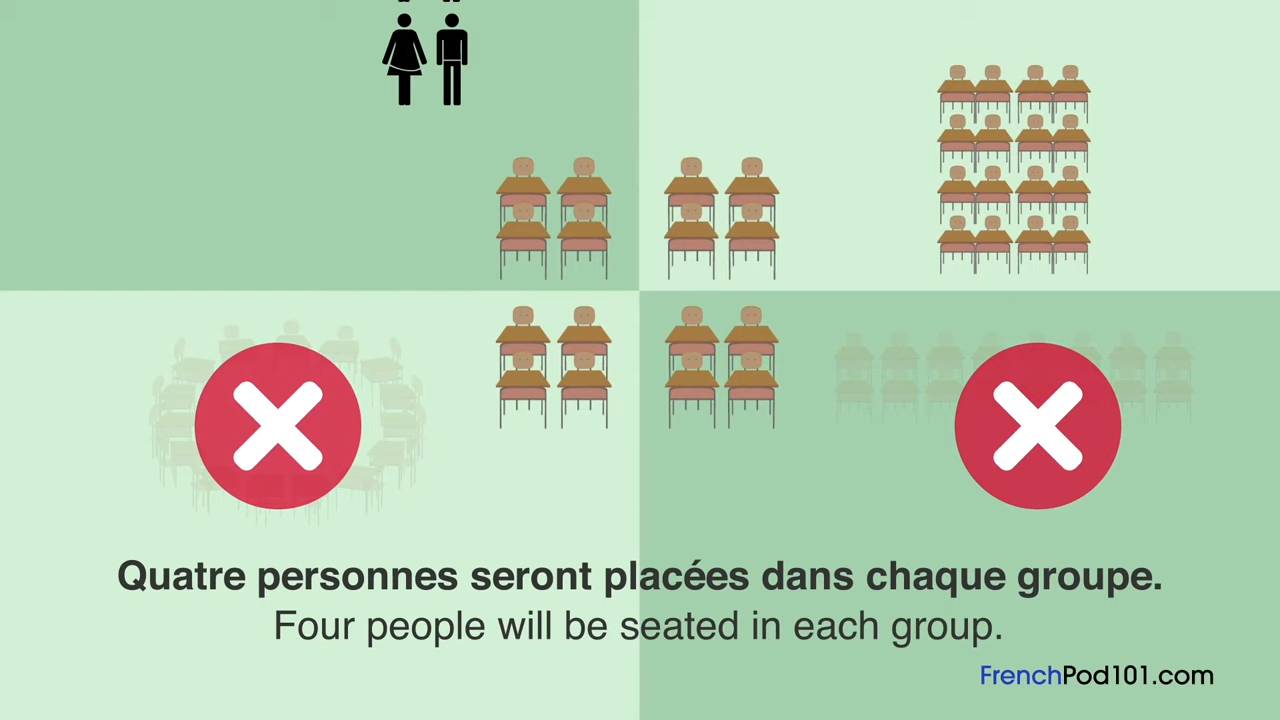 Quatre personnes seront placées dans chaque groupe.
Four people will be seated in each group.
FrenchPod101.com